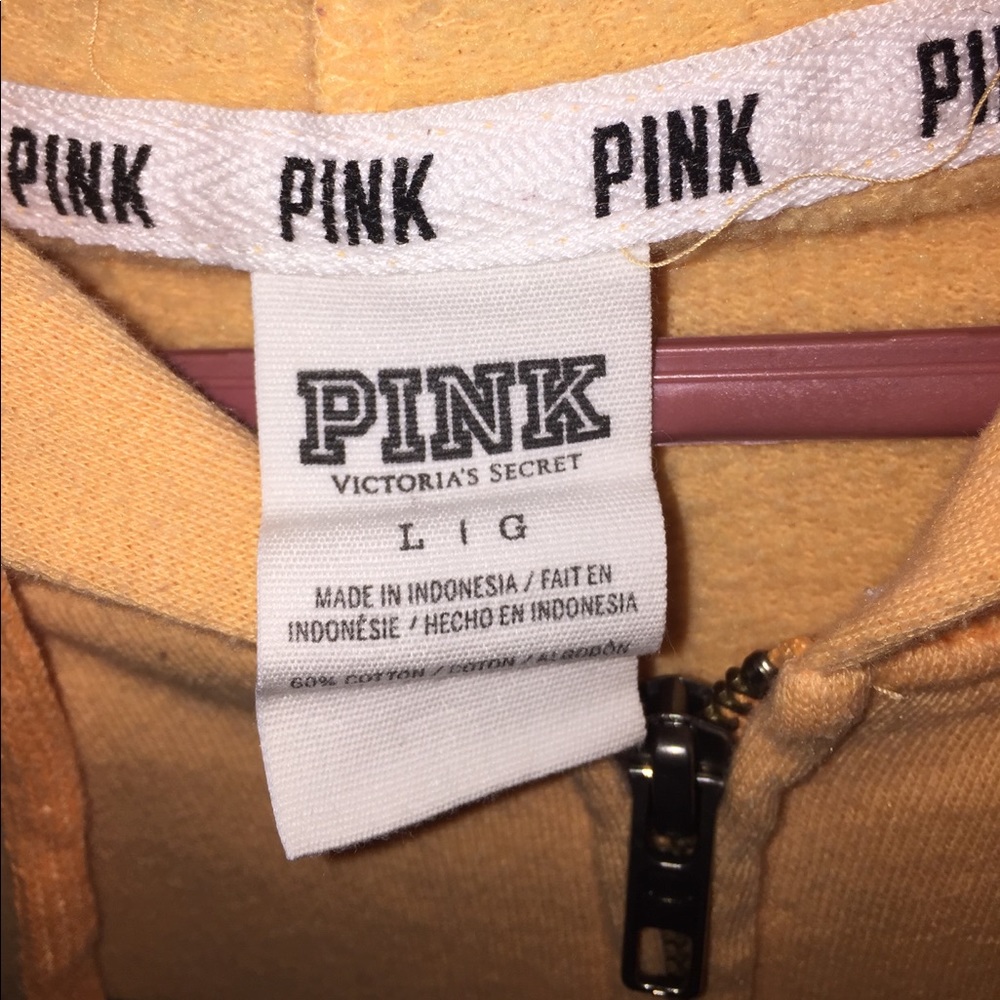 PINK PINK PINK PI
PINK
VICTORIA'S SECRET
L | G
MADE IN INDONESIA / FAIT EN
INDONÉSIE / HECHO EN INDONESIA
60% COTTON / COTON / ALGODÓN